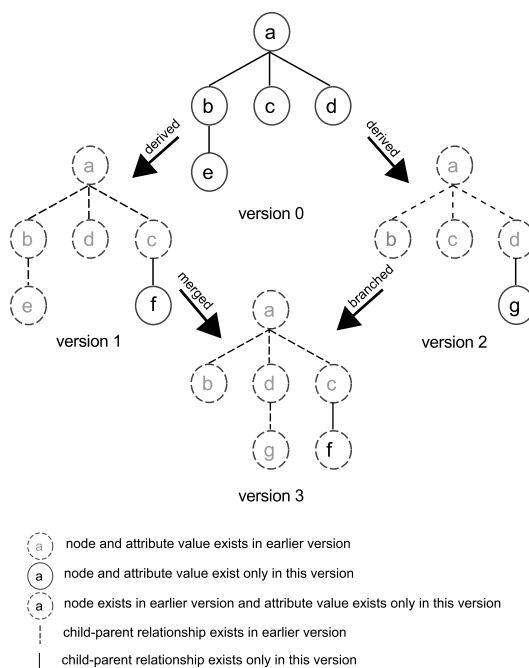 a
b c d
derived derived
e
a a
version 0
b d c b c d
merged branched
e f a g
version 1 version 2
b d c
g f
version 3
a node and attribute value exists in earlier version
a node and attribute value exist only in this version
a node exists in earlier version and attribute value exists only in this version
child-parent relationship exists in earlier version
child-parent relationship exists only in this version